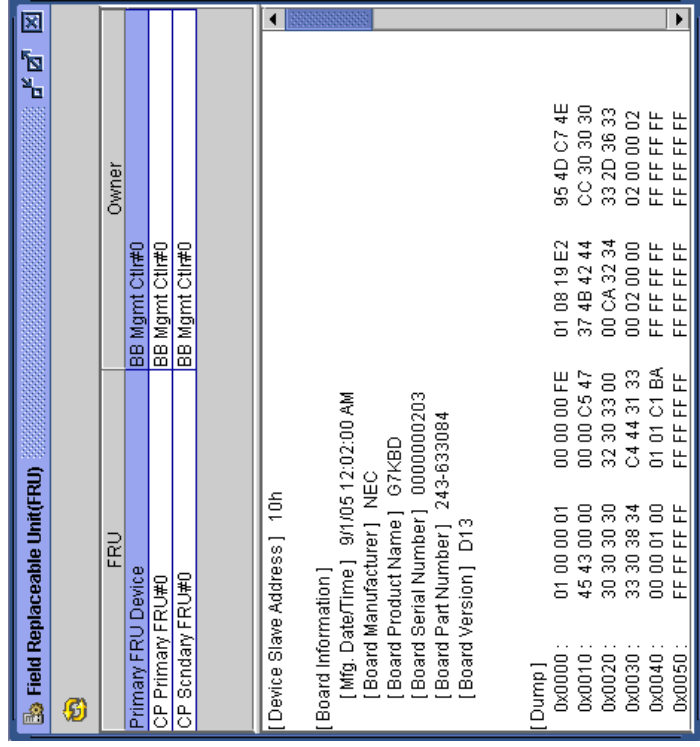 Field Replaceable Unit(FRU)
FRU Owner
Primary FRU Device BB Mgmt Ctlr#0
CP Primary FRU#0 BB Mgmt Ctlr#0
CP Scndary FRU#0 BB Mgmt Ctlr#0
[ Device Slave Address ] 10h
[ Board Information ]
[ Mfg. Date/Time ] 9/1/05 12:02:00 AM
[ Board Manufacturer ] NEC
[ Board Product Name ] G7KBD
[ Board Serial Number ] 0000000203
[ Board Part Number ] 243-633084
[ Board Version ] D13
[ Dump ]
0x0000 : 01 00 00 01 00 00 00 FE 01 08 19 E2 95 4D C7 4E
0x0010 : 45 43 00 00 00 00 C5 47 37 4B 42 44 CC 30 30 30
0x0020 : 30 30 30 30 32 30 33 00 00 CA 32 34 33 2D 36 33
0x0030 : 33 30 38 34 C4 44 31 33 00 02 00 00 02 00 00 02
0x0040 : 00 00 01 00 01 01 C1 BA FF FF FF FF FF FF FF FF
0x0050 : FF FF FF FF FF FF FF FF FF FF FF FF FF FF FF FF